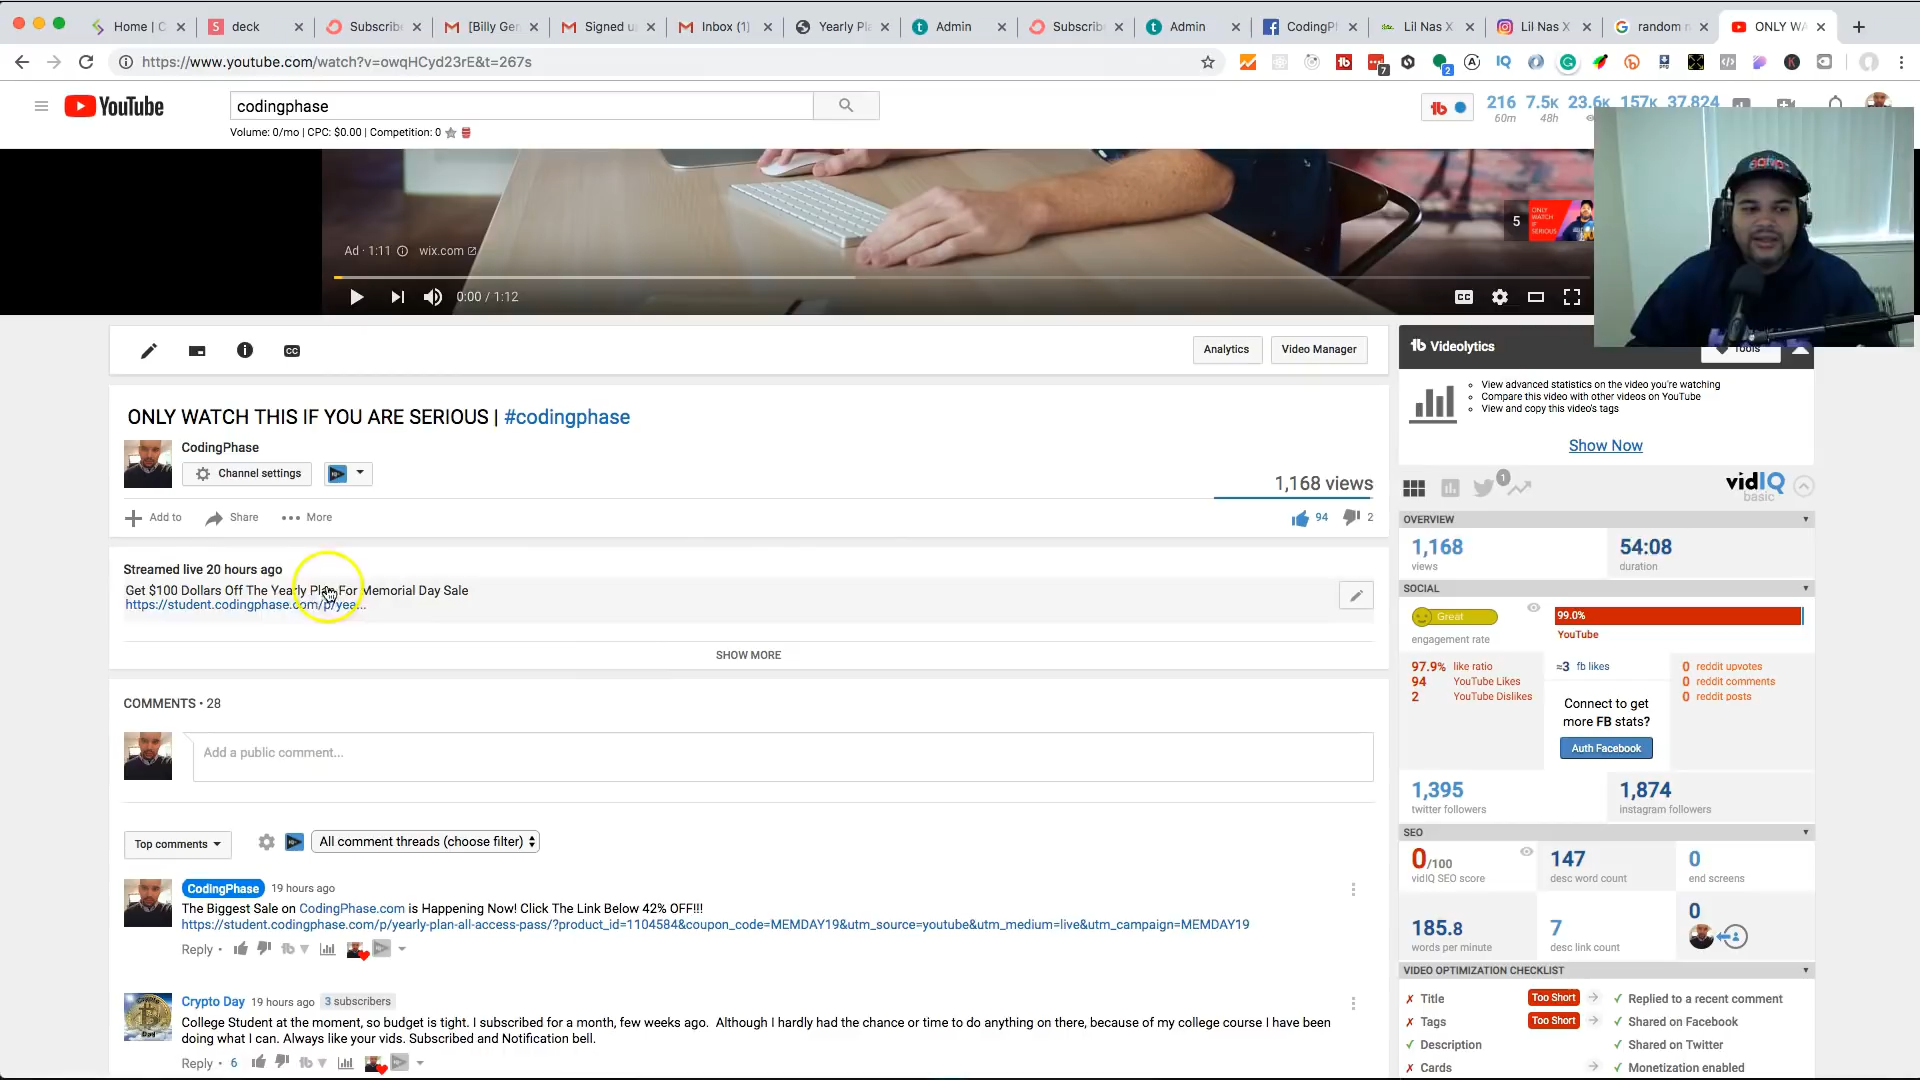 Home | C
deck
Subscribe
[Billy Gen
Signed u
Inbox (1)
Yearly Pla
Admin
Subscribe
Admin
CodingPh
Lil Nas X
Lil Nas X
random n
ONLY WA
https://www.youtube.com/watch?v=owqHCyd23rE&t=267s
7
2
IQ
YouTube
codingphase
Volume: 0/mo | CPC: $0.00 | Competition: 0
216 7.5K 23.6K 157K 37,824
60m 48h
5
ONLY
WATCH
IF
SERIOUS
Ad · 1:11
wix.com
0:00 / 1:12
CC
Analytics
Video Manager
ONLY WATCH THIS IF YOU ARE SERIOUS | #codingphase
CodingPhase
Channel settings
1,168 views
Add to
Share
More
94
2
Streamed live 20 hours ago
Get $100 Dollars Off The Yearly Plan For Memorial Day Sale
https://student.codingphase.com/p/yea...
SHOW MORE
COMMENTS • 28
Add a public comment...
Top comments
All comment threads (choose filter)
CodingPhase 19 hours ago
The Biggest Sale on CodingPhase.com is Happening Now! Click The Link Below 42% OFF!!!
https://student.codingphase.com/p/yearly-plan-all-access-pass/?product_id=1104584&coupon_code=MEMDAY19&utm_source=youtube&utm_medium=live&utm_campaign=MEMDAY19
Reply •
Crypto Day 19 hours ago 3 subscribers
College Student at the moment, so budget is tight. I subscribed for a month, few weeks ago. Although I hardly had the chance or time to do anything on there, because of my college course I have been
doing what I can. Always like your vids. Subscribed and Notification bell.
Reply • 6
tb Videolytics
Tools
View advanced statistics on the video you're watching
Compare this video with other videos on YouTube
View and copy this video's tags
Show Now
1
vidIQ
basic
OVERVIEW
1,168
views
54:08
duration
SOCIAL
Great
engagement rate
99.0%
YouTube
97.9% like ratio
94 YouTube Likes
2 YouTube Dislikes
≈3 fb likes
Connect to get
more FB stats?
Auth Facebook
0 reddit upvotes
0 reddit comments
0 reddit posts
1,395
twitter followers
1,874
instagram followers
SEO
0/100
vidIQ SEO score
147
desc word count
0
end screens
185.8
words per minute
7
desc link count
0
VIDEO OPTIMIZATION CHECKLIST
Title Too Short
Tags Too Short
Description
Cards
Replied to a recent comment
Shared on Facebook
Shared on Twitter
Monetization enabled